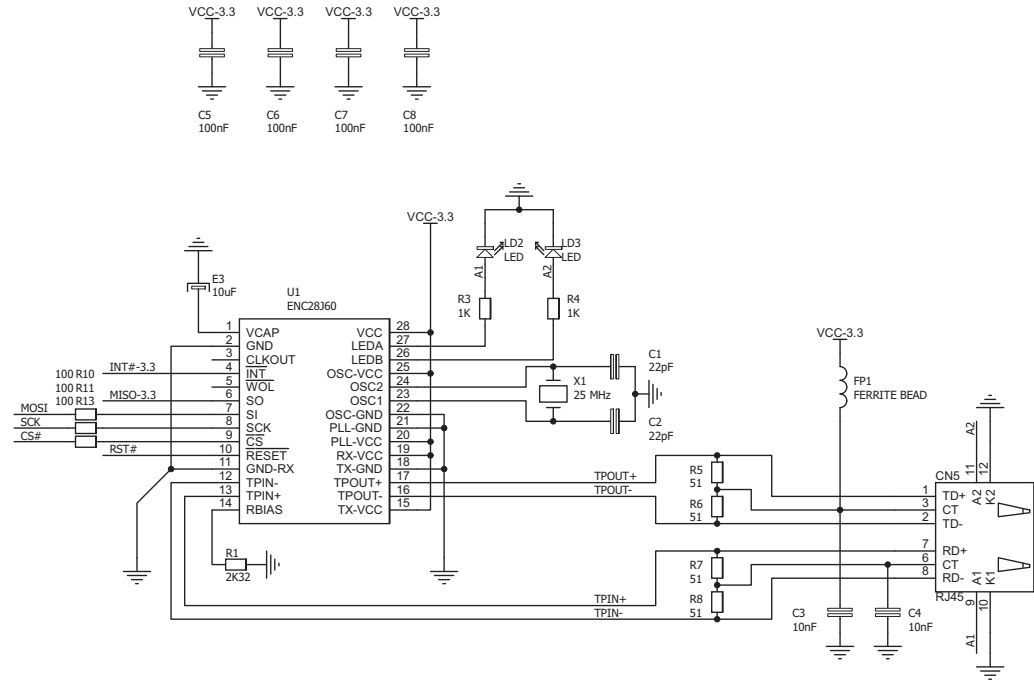 VCC-3.3 VCC-3.3 VCC-3.3 VCC-3.3
C5 C6 C7 C8
100nF 100nF 100nF 100nF
VCC-3.3
LD2
LED
LD3
LED
A1
A2
E3
10uF
R3
1K
R4
1K
U1
ENC28J60
1 VCAP
2 GND
3 CLKOUT
4 INT
5 WOL
6 SO
7 SI
8 SCK
9 CS
10 RESET
11 GND-RX
12 TPIN-
13 TPIN+
14 RBIAS
VCC 28
LEDA 27
LEDB 26
OSC-VCC 25
OSC2 24
OSC1 23
OSC-GND 22
PLL-GND 21
PLL-VCC 20
RX-VCC 19
TX-GND 18
TPOUT+ 17
TPOUT- 16
TX-VCC 15
INT#-3.3
100 R10
100 R11
MISO-3.3
100 R13
MOSI
SCK
CS#
RST#
R1
2K32
C1
22pF
X1
25 MHz
C2
22pF
VCC-3.3
FP1
FERRITE BEAD
TPOUT+
TPOUT-
R5
51
R6
51
R7
51
R8
51
TPIN+
TPIN-
C3
10nF
C4
10nF
A2
11 12
CN5
1 TD+
3 CT
2 TD-
7 RD+
6 CT
8 RD-
A2 K2
A1 K1
RJ45
9 10
A1